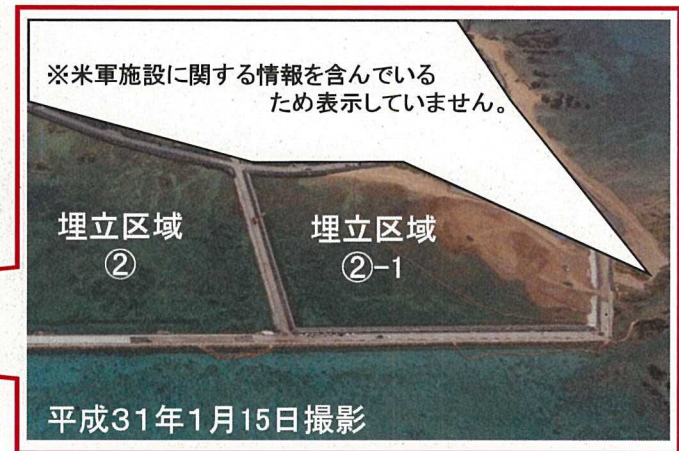 ※米軍施設に関する情報を含んでいる
ため表示していません。
埋立区域
②
埋立区域
②-1
平成31年1月15日撮影